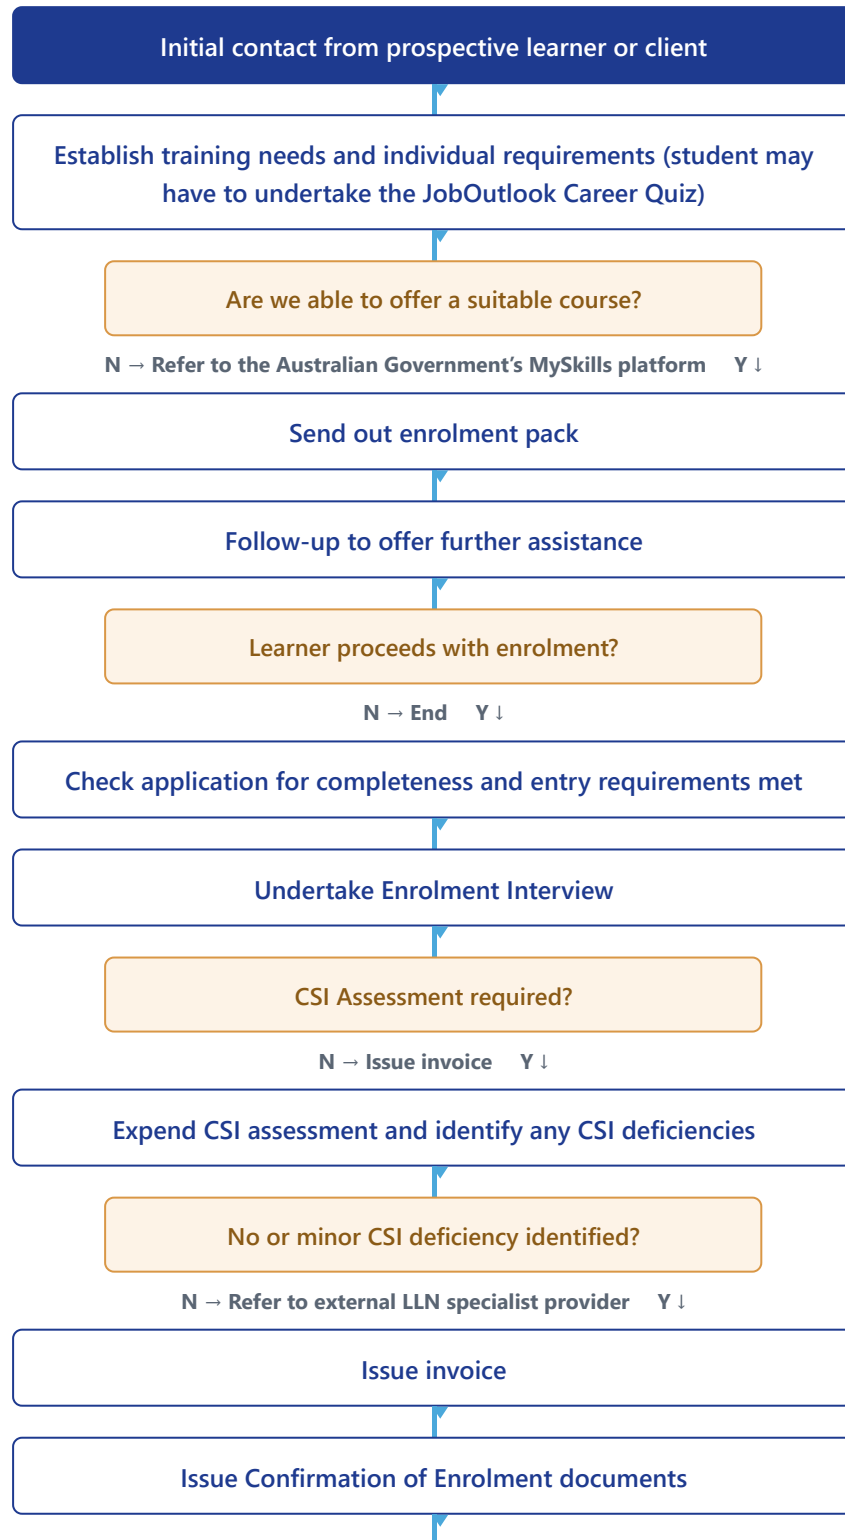 Initial contact from prospective learner or client
Establish training needs and individual requirements (student may
have to undertake the JobOutlook Career Quiz)
Are we able to offer a suitable course?
N → Refer to the Australian Government’s MySkills platform Y ↓
Send out enrolment pack
Follow-up to offer further assistance
Learner proceeds with enrolment?
N → End Y ↓
Check application for completeness and entry requirements met
Undertake Enrolment Interview
CSI Assessment required?
N → Issue invoice Y ↓
Expend CSI assessment and identify any CSI deficiencies
No or minor CSI deficiency identified?
N → Refer to external LLN specialist provider Y ↓
Issue invoice
Issue Confirmation of Enrolment documents